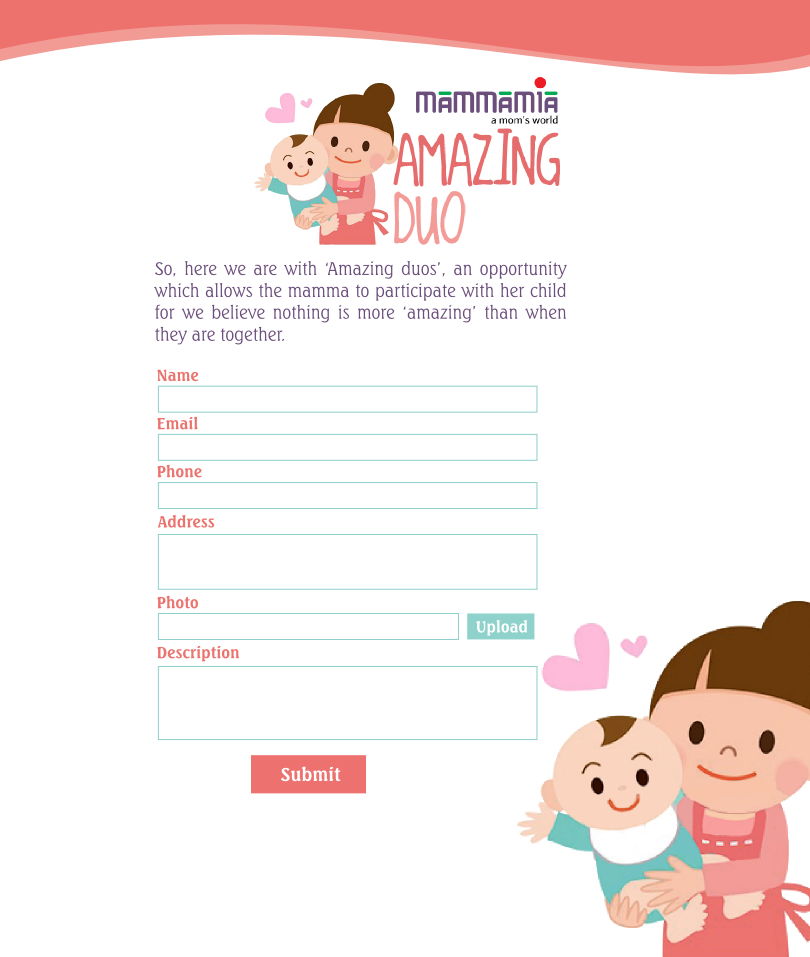 māmmāmıā
a mom's world
AMAZING
DUO
So, here we are with ‘Amazing duos’, an opportunity
which allows the mamma to participate with her child
for we believe nothing is more ‘amazing’ than when
they are together.
Name
Email
Phone
Address
Photo
Upload
Description
Submit